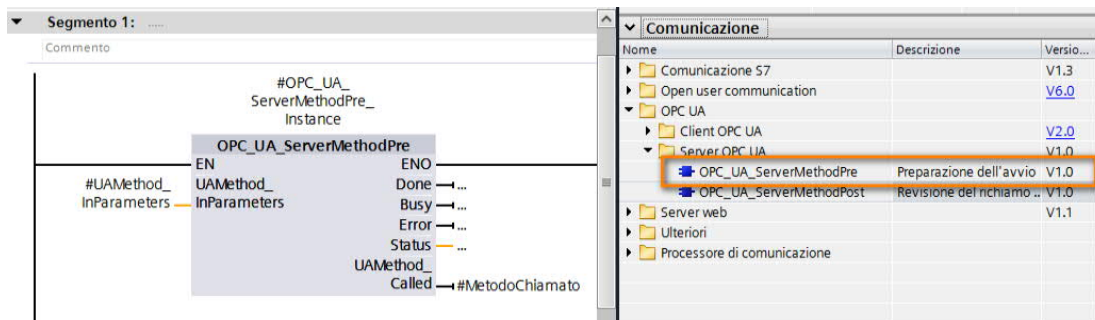 Segmento 1: .....
Commento
#OPC_UA_
ServerMethodPre_
Instance
OPC_UA_ServerMethodPre
EN ENO
#UAMethod_ UAMethod_ Done ...
InParameters InParameters Busy ...
Error ...
Status ...
UAMethod_
Called #MetodoChiamato
Comunicazione
Nome Descrizione Versio...
Comunicazione S7 V1.3
Open user communication V6.0
OPC UA
Client OPC UA V2.0
Server OPC UA V1.0
OPC_UA_ServerMethodPre Preparazione dell'avvio V1.0
OPC_UA_ServerMethodPost Revisione del richiamo .. V1.0
Server web V1.1
Ulteriori
Processore di comunicazione